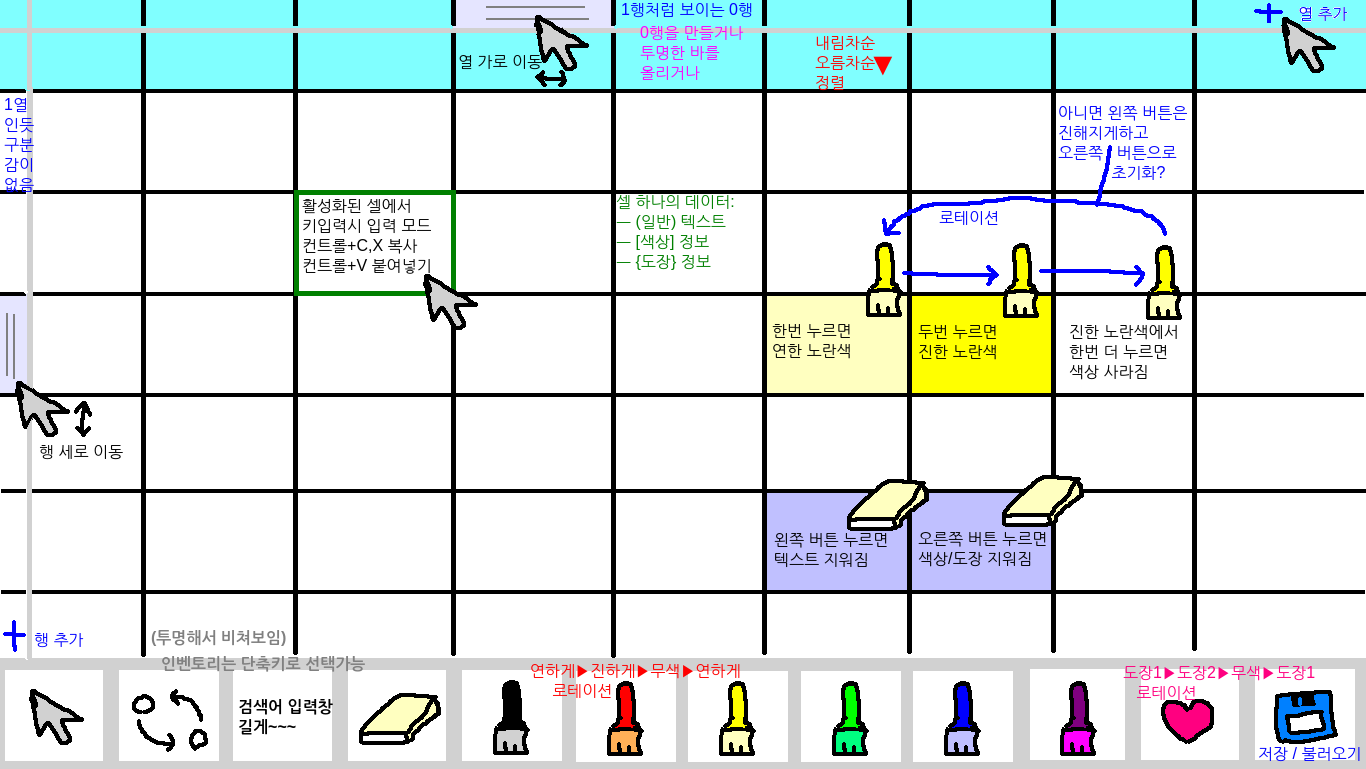 1행처럼 보이는 0행
0행을 만들거나
투명한 바를
올리거나
열 가로 이동
내림차순
오름차순
정렬
열 추가
1열
인듯
구분
감이
없음
아니면 왼쪽 버튼은
진해지게하고
오른쪽 버튼으로
초기화?
활성화된 셀에서
키입력시 입력 모드
컨트롤+C,X 복사
컨트롤+V 붙여넣기
셀 하나의 데이터:
— (일반) 텍스트
— [색상] 정보
— {도장} 정보
로테이션
한번 누르면
연한 노란색
두번 누르면
진한 노란색
진한 노란색에서
한번 더 누르면
색상 사라짐
행 세로 이동
왼쪽 버튼 누르면
텍스트 지워짐
오른쪽 버튼 누르면
색상/도장 지워짐
행 추가
(투명해서 비쳐보임)
인벤토리는 단축키로 선택가능
검색어 입력창
길게~~~
연하게▶진하게▶무색▶연하게
로테이션
도장1▶도장2▶무색▶도장1
로테이션
저장 / 불러오기